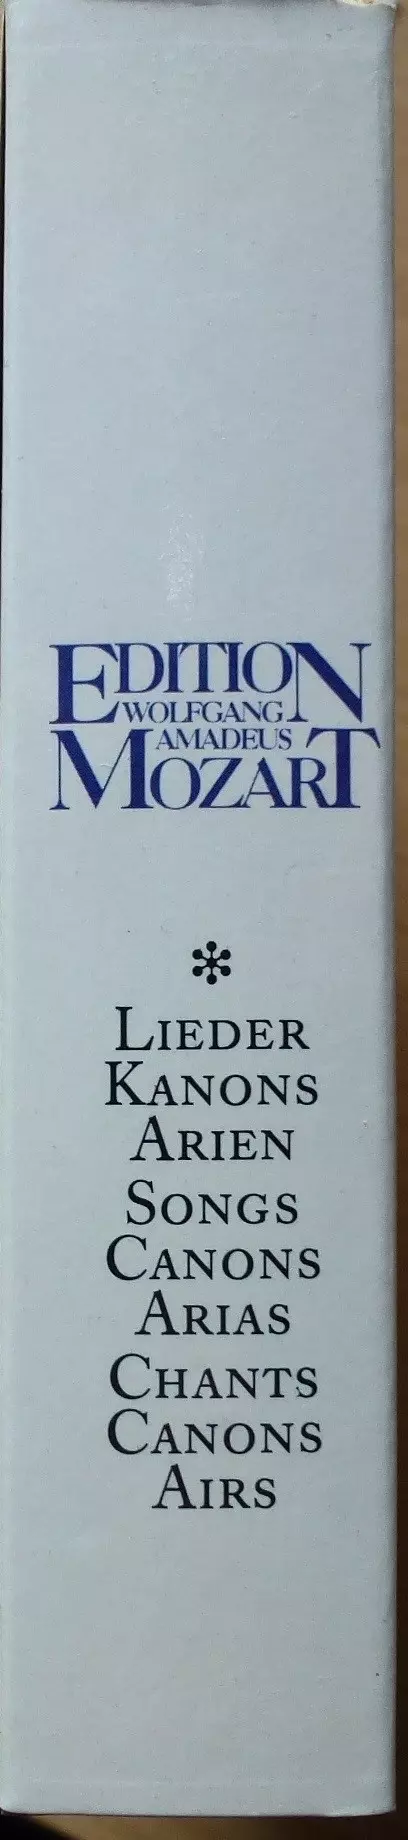 EDITION
WOLFGANG
AMADEUS
MOZART
LIEDER
KANONS
ARIEN
SONGS
CANONS
ARIAS
CHANTS
CANONS
AIRS